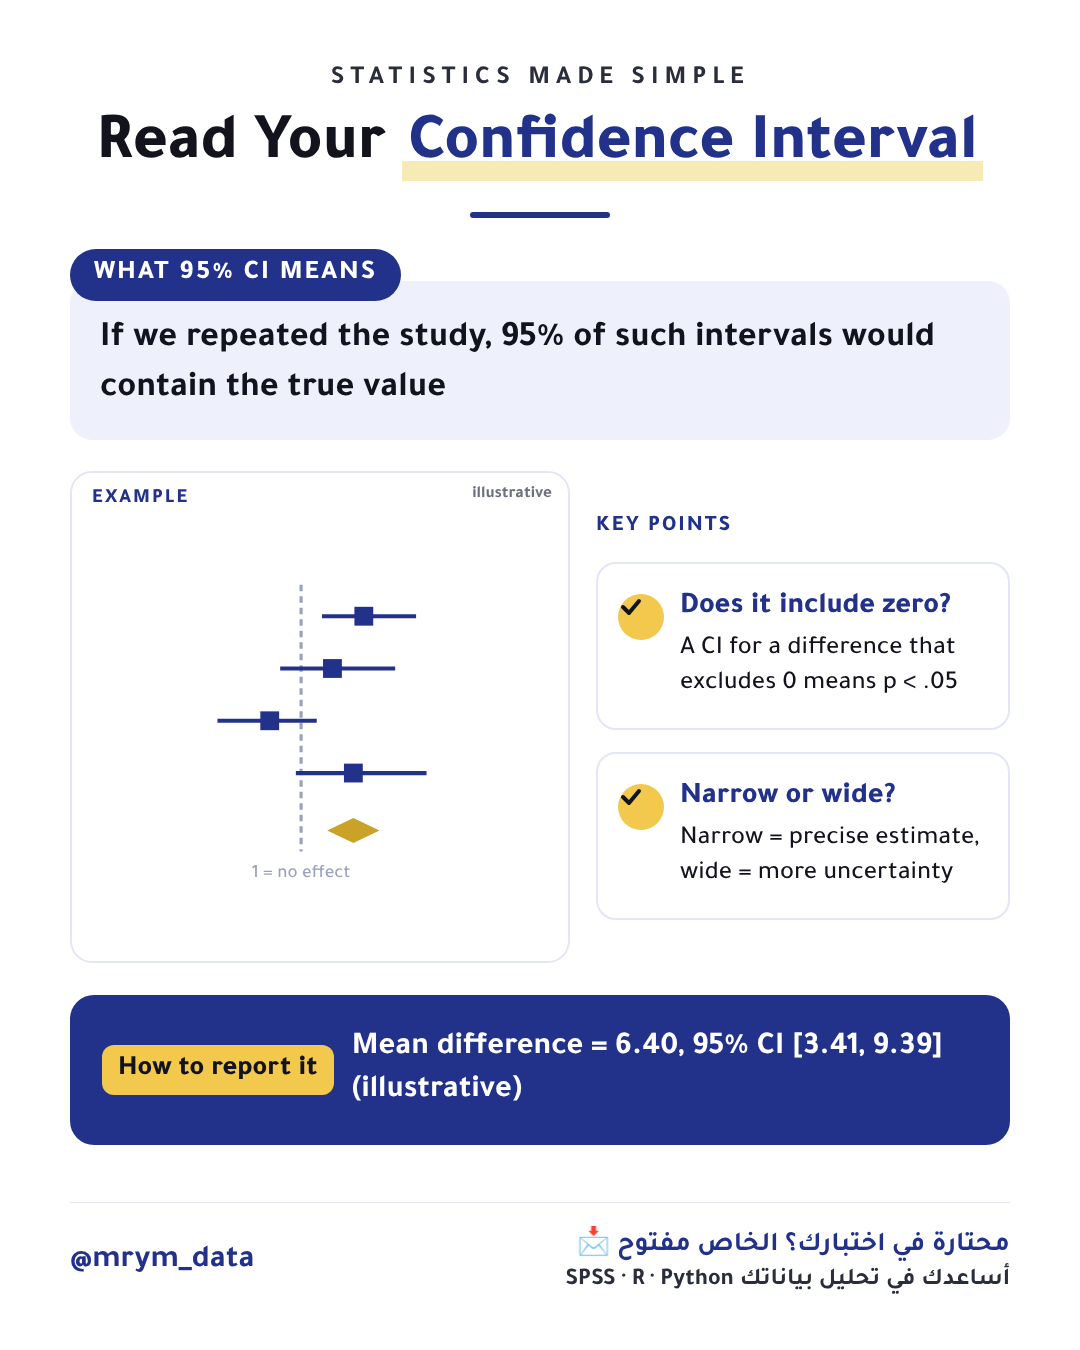 STATISTICS MADE SIMPLE
Read Your Confidence Interval
WHAT 95% CI MEANS
If we repeated the study, 95% of such intervals would
contain the true value
EXAMPLE
illustrative
1 = no effect
KEY POINTS
Does it include zero?
A CI for a difference that
excludes 0 means p < .05
Narrow or wide?
Narrow = precise estimate,
wide = more uncertainty
How to report it
Mean difference = 6.40, 95% CI [3.41, 9.39]
(illustrative)
@mrym_data
محتارة في اختبارك؟ الخاص مفتوح 📩
أساعدك في تحليل بياناتك SPSS · R · Python